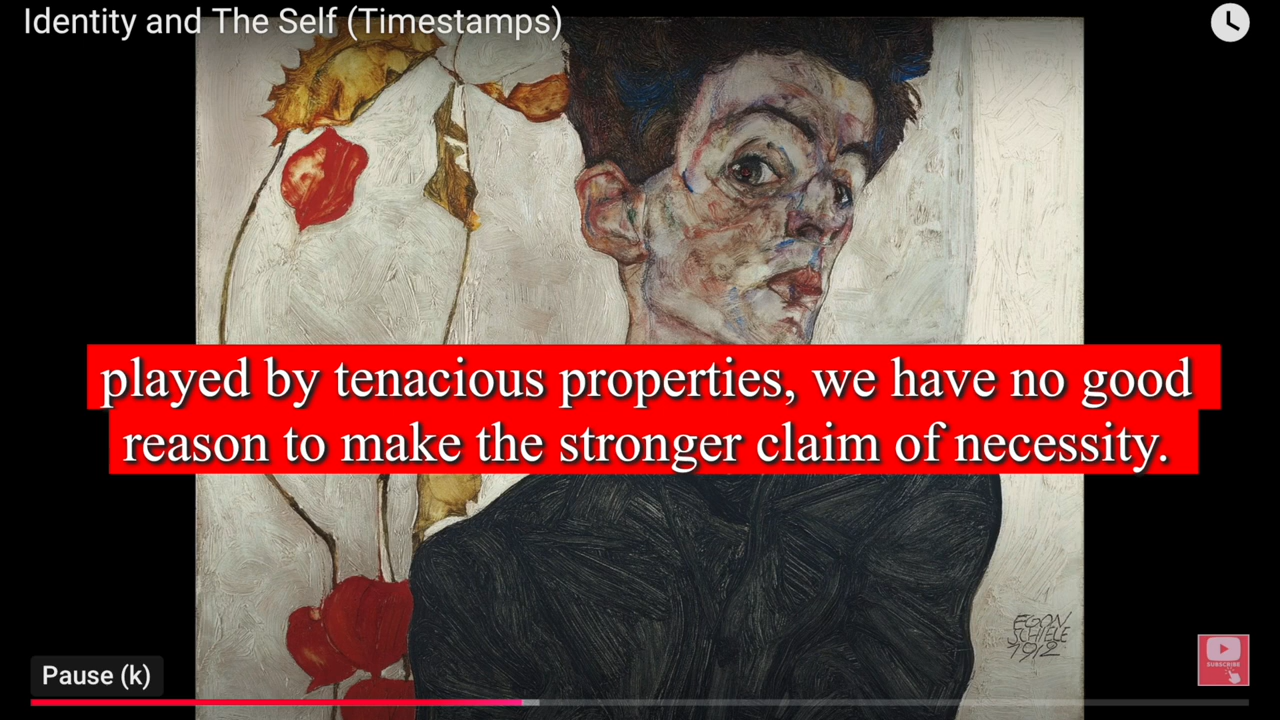 Identity and The Self (Timestamps)
played by tenacious properties, we have no good
reason to make the stronger claim of necessity.
EGON
SCHIELE
1912
SUBSCRIBE
Pause (k)